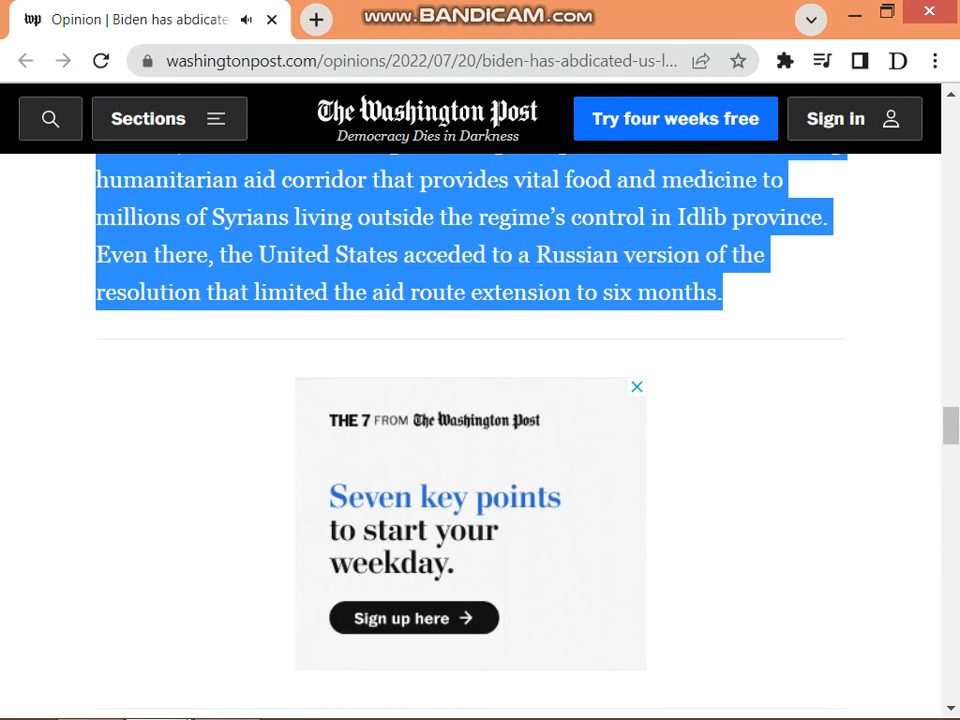 Opinion | Biden has abdicate
WWW.BANDICAM.COM
washingtonpost.com/opinions/2022/07/20/biden-has-abdicated-us-l...
Sections
The Washington Post
Democracy Dies in Darkness
Try four weeks free
Sign in
humanitarian aid corridor that provides vital food and medicine to
millions of Syrians living outside the regime’s control in Idlib province.
Even there, the United States acceded to a Russian version of the
resolution that limited the aid route extension to six months.
THE 7 FROM The Washington Post
Seven key points
to start your
weekday.
Sign up here